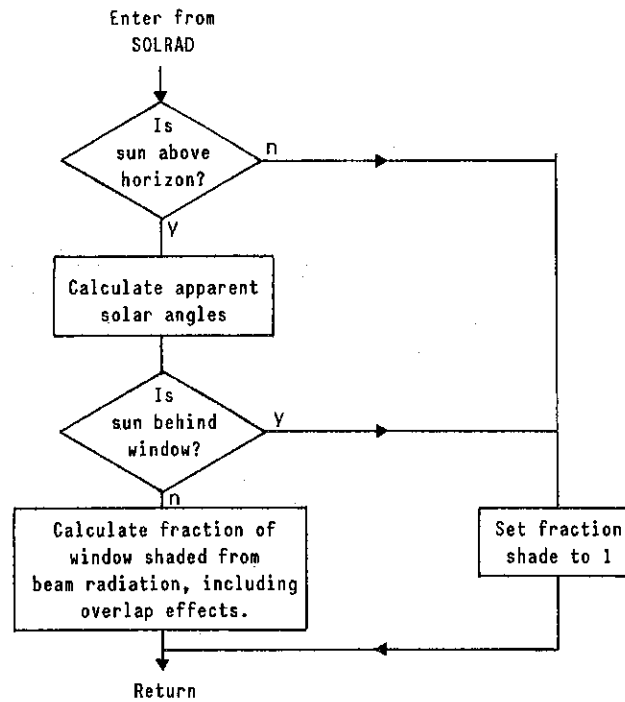 Enter from
SOLRAD
Is
sun above
horizon?
n
y
Calculate apparent
solar angles
Is
sun behind
window?
y
n
Calculate fraction of
window shaded from
beam radiation, including
overlap effects.
Set fraction
shade to 1
Return